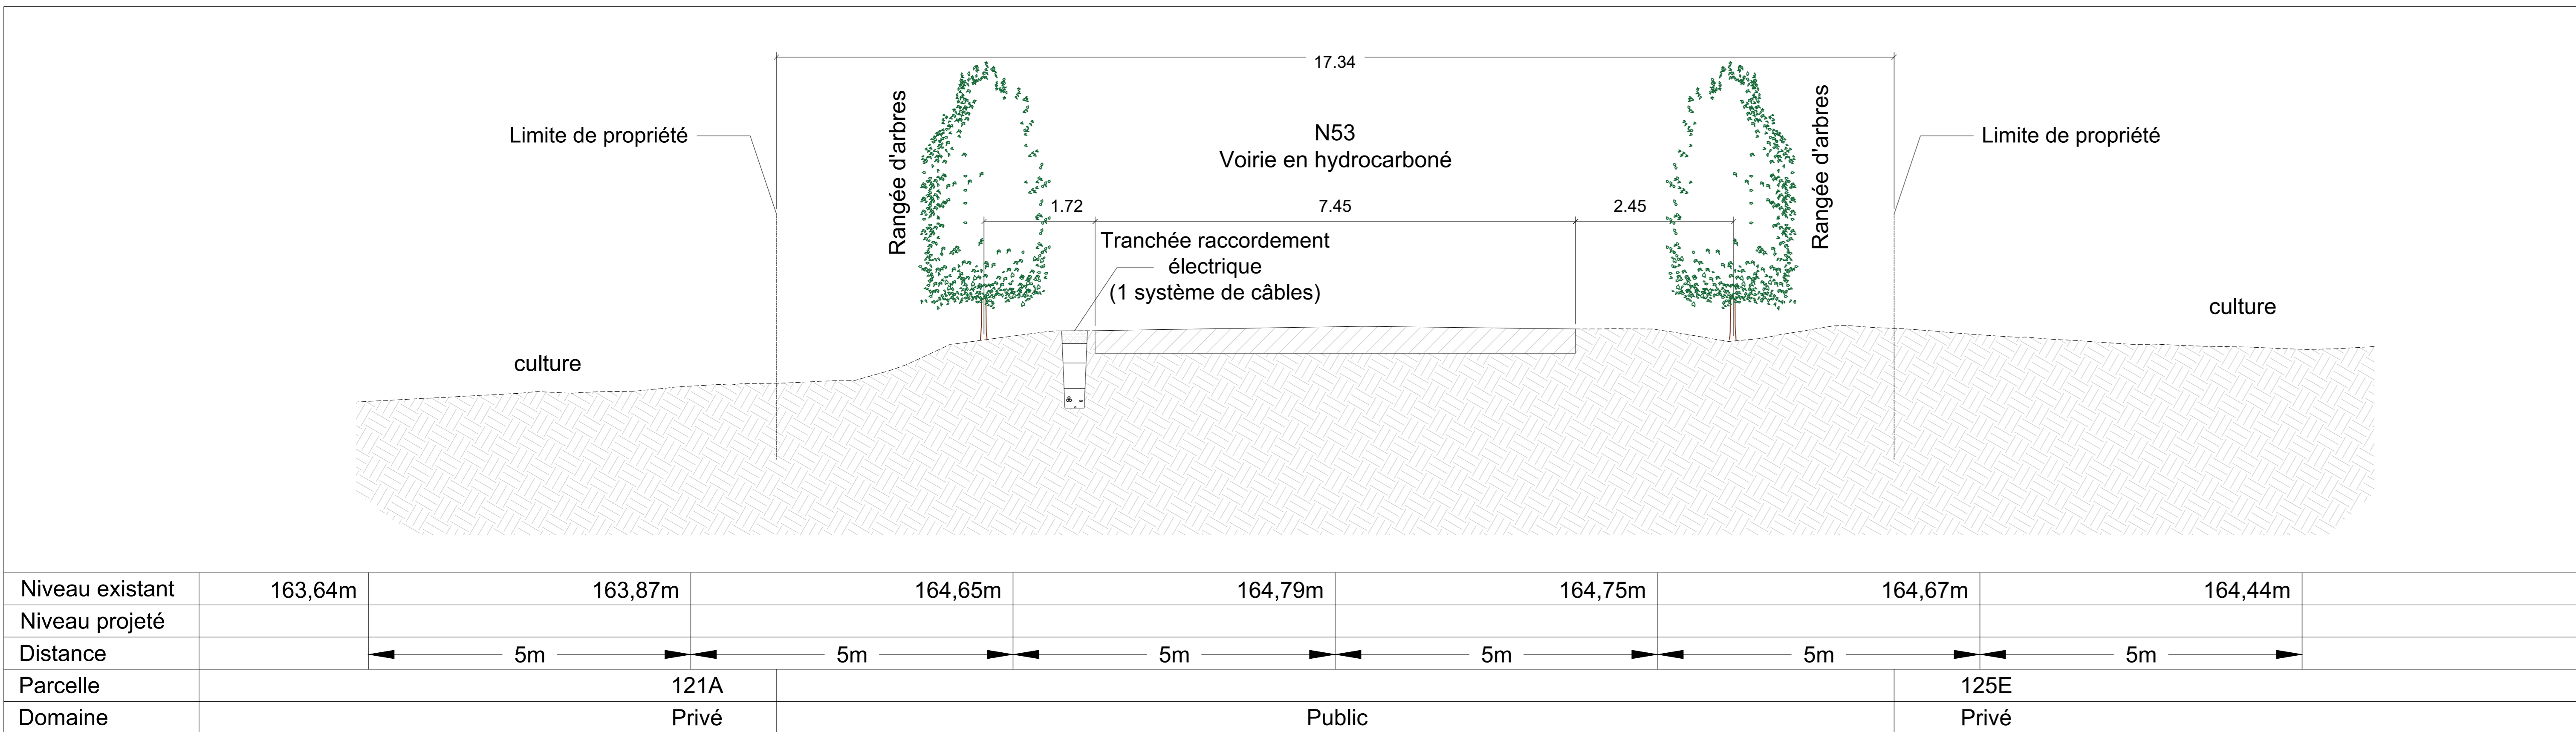 17.34
Rangée d'arbres
Rangée d'arbres
Limite de propriété
N53
Voirie en hydrocarboné
Limite de propriété
1.72
7.45
2.45
Tranchée raccordement
électrique
(1 système de câbles)
culture
culture
Niveau existant 163,64m 163,87m 164,65m 164,79m 164,75m 164,67m 164,44m
Niveau projeté
Distance 5m 5m 5m 5m 5m 5m
Parcelle 121A 125E
Domaine Privé Public Privé